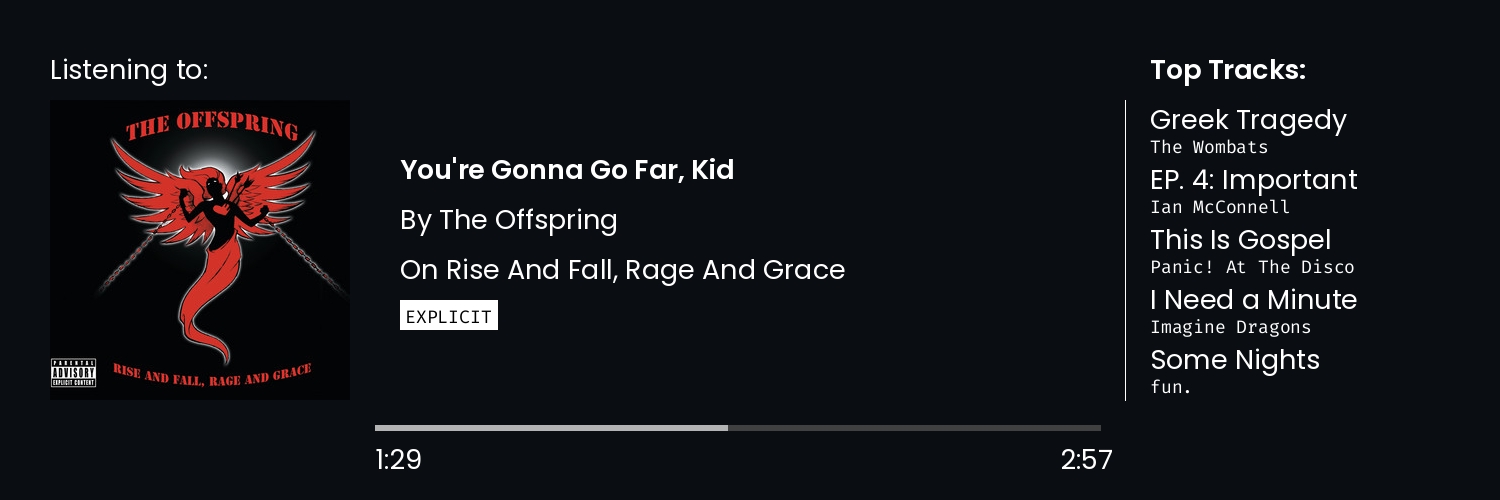 Listening to:
THE OFFSPRING
RISE AND FALL, RAGE AND GRACE
PARENTAL
ADVISORY
EXPLICIT CONTENT
You're Gonna Go Far, Kid
By The Offspring
On Rise And Fall, Rage And Grace
EXPLICIT
1:29
2:57
Top Tracks:
Greek Tragedy
The Wombats
EP. 4: Important
Ian McConnell
This Is Gospel
Panic! At The Disco
I Need a Minute
Imagine Dragons
Some Nights
fun.